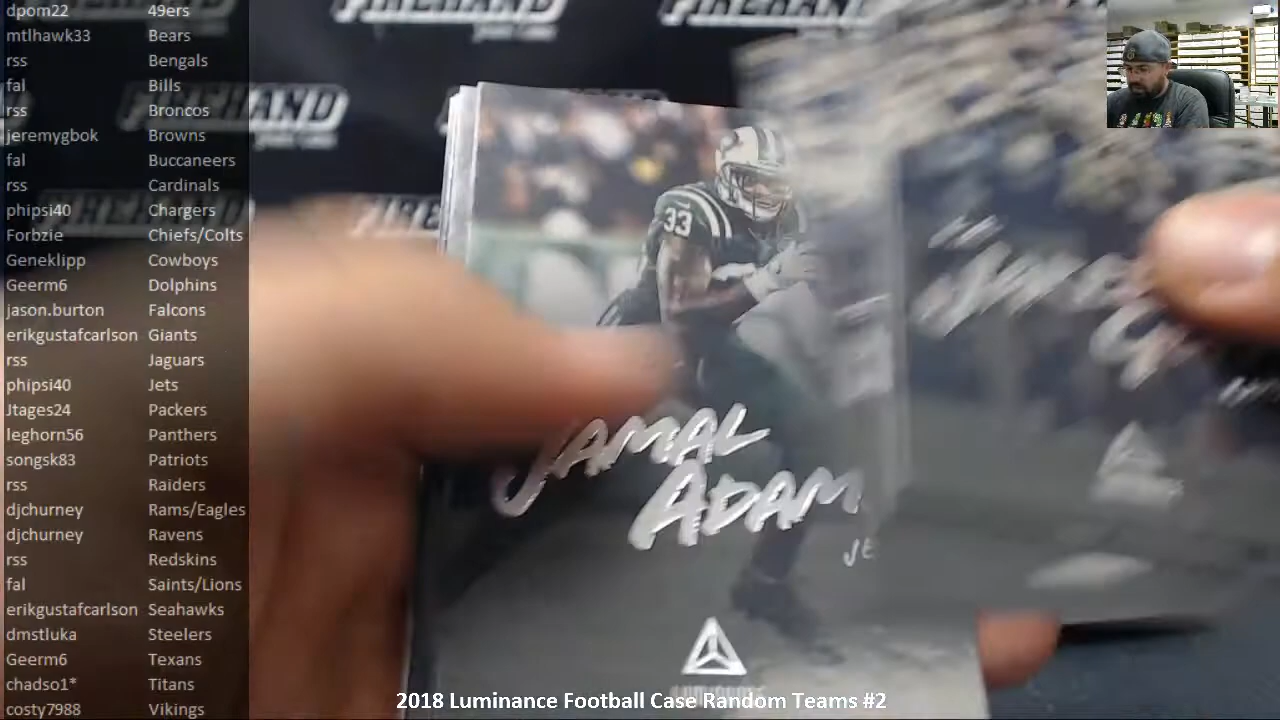 dpom22 49ers
mtlhawk33 Bears
rss Bengals
fal Bills
rss Broncos
jeremygbok Browns
fal Buccaneers
rss Cardinals
phipsi40 Chargers
Forbzie Chiefs/Colts
Geneklipp Cowboys
Geerm6 Dolphins
jason.burton Falcons
erikgustafcarlson Giants
rss Jaguars
phipsi40 Jets
Jtages24 Packers
leghorn56 Panthers
songsk83 Patriots
rss Raiders
djchurney Rams/Eagles
djchurney Ravens
rss Redskins
fal Saints/Lions
erikgustafcarlson Seahawks
dmstluka Steelers
Geerm6 Texans
chadso1* Titans
costy7988 Vikings
FIREHAND
33
JAMAL
ADAM
JE
2018 Luminance Football Case Random Teams #2